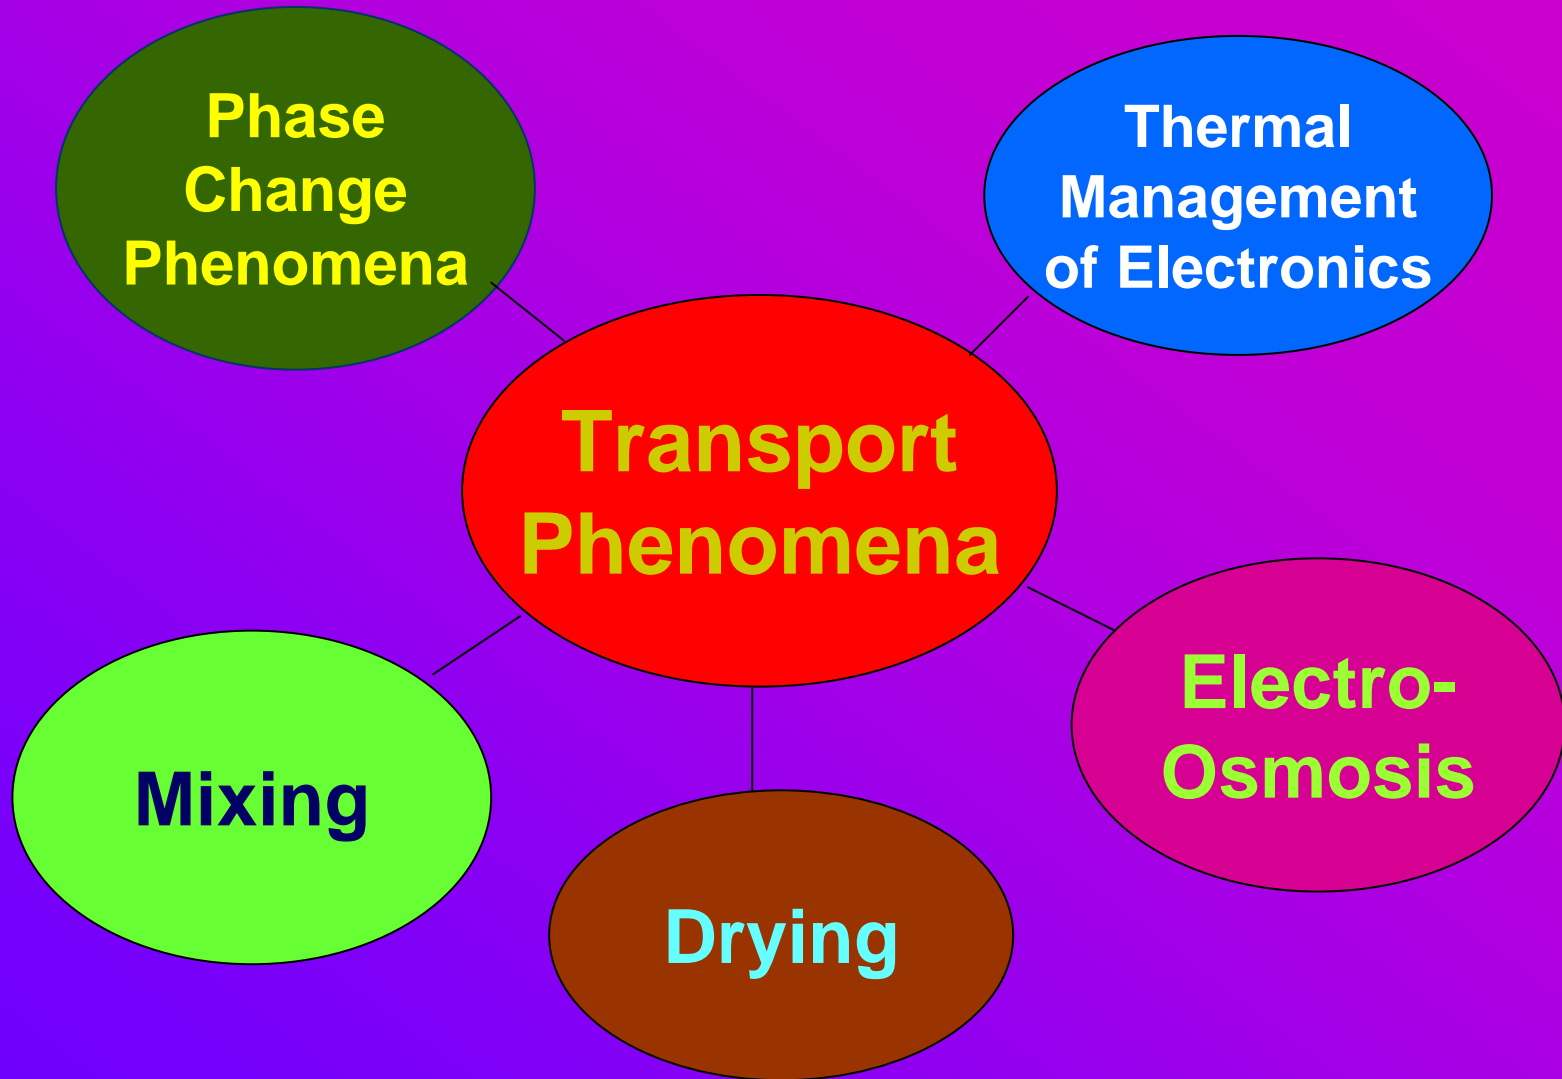 Phase
Change
Phenomena
Thermal
Management
of Electronics
Transport
Phenomena
Electro-
Osmosis
Mixing
Drying